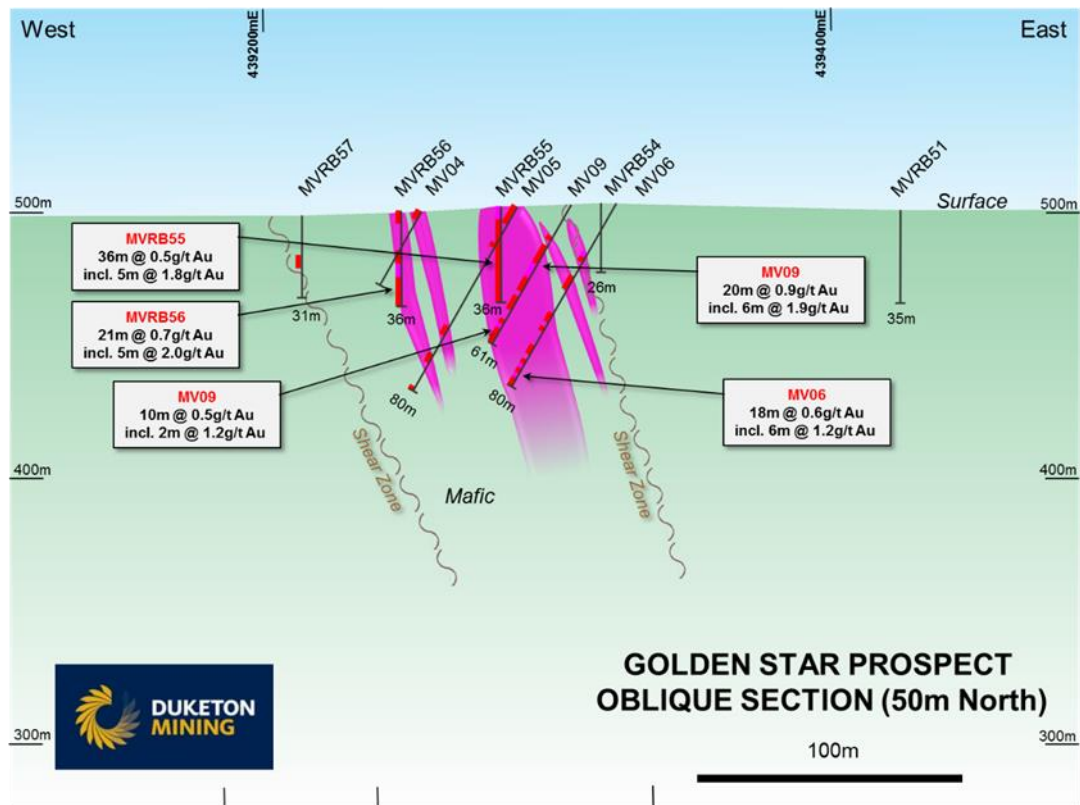 West
East
439200mE
439400mE
MVRB57
MVRB56
MV04
MVRB55
MV05
MV09
MVRB54
MV06
MVRB51
Surface
500m
500m
MVRB55
36m @ 0.5g/t Au
incl. 5m @ 1.8g/t Au
MV09
20m @ 0.9g/t Au
incl. 6m @ 1.9g/t Au
26m
31m
36m
36m
35m
MVRB56
21m @ 0.7g/t Au
incl. 5m @ 2.0g/t Au
61m
80m
80m
MV09
10m @ 0.5g/t Au
incl. 2m @ 1.2g/t Au
MV06
18m @ 0.6g/t Au
incl. 6m @ 1.2g/t Au
Shear Zone
Shear Zone
400m
400m
Mafic
GOLDEN STAR PROSPECT
OBLIQUE SECTION (50m North)
DUKETON
MINING
300m
300m
100m